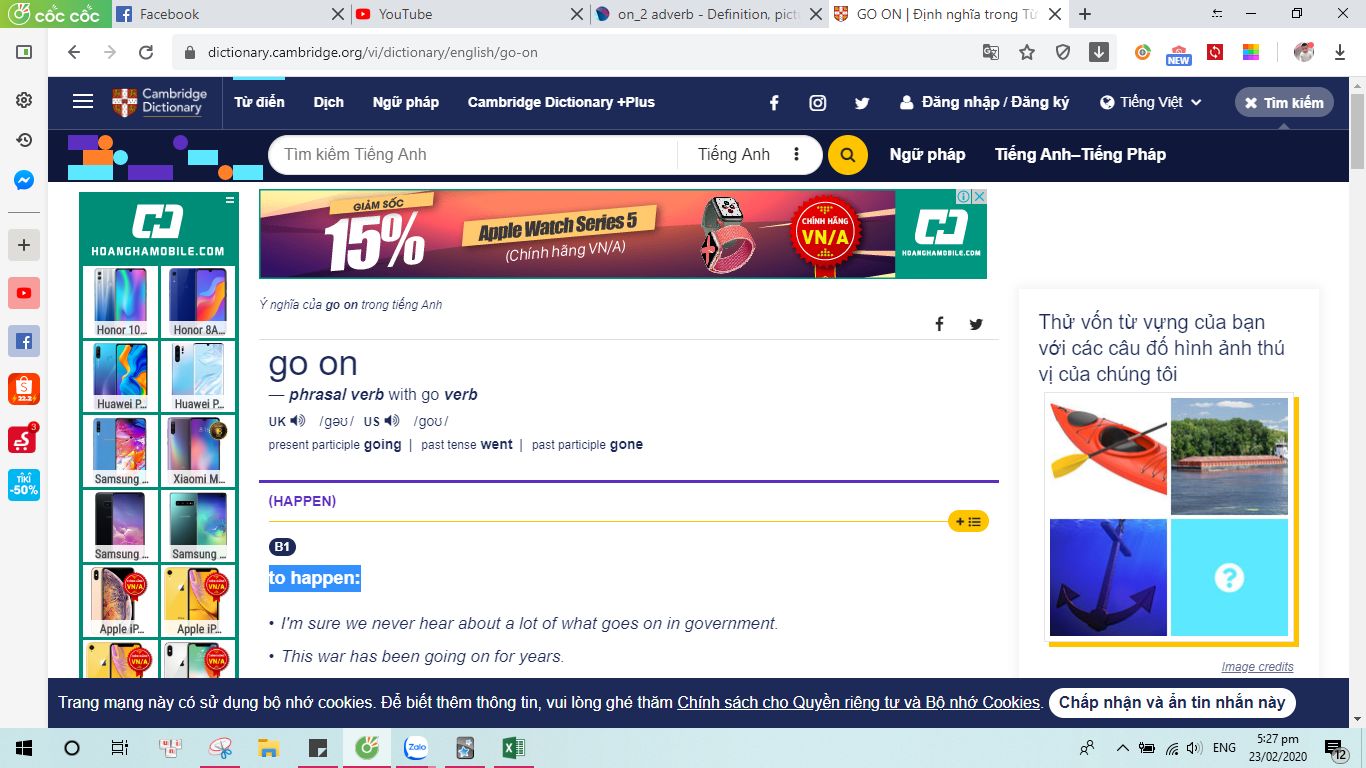 cốc cốc
Facebook
YouTube
on_2 adverb - Definition, pictu
GO ON | Định nghĩa trong Từ
dictionary.cambridge.org/vi/dictionary/english/go-on
NEW
Cambridge
Dictionary
Từ điển
Dịch
Ngữ pháp
Cambridge Dictionary +Plus
Đăng nhập / Đăng ký
Tiếng Việt
Tìm kiếm
Tìm kiếm Tiếng Anh
Tiếng Anh
Ngữ pháp
Tiếng Anh–Tiếng Pháp
HOANGHAMOBILE.COM
Honor 10...
Honor 8A...
Huawei P...
Huawei P...
Samsung ...
Xiaomi M...
Samsung ...
Samsung ...
VN/A
VN/A
Apple iP...
Apple iP...
VN/A
VN/A
2.2
3
TIKI
-50%
GIẢM SỐC
15%
Apple Watch Series 5
(Chính hãng VN/A)
CHÍNH HÃNG
VN/A
HOANGHAMOBILE.COM
Ý nghĩa của go on trong tiếng Anh
go on
— phrasal verb with go verb
UK /ɡəʊ/ US /ɡoʊ/
present participle going | past tense went | past participle gone
(HAPPEN)
B1
to happen:
• I'm sure we never hear about a lot of what goes on in government.
• This war has been going on for years.
Thử vốn từ vựng của bạn
với các câu đố hình ảnh thú
vị của chúng tôi
?
Image credits
Trang mạng này có sử dụng bộ nhớ cookies. Để biết thêm thông tin, vui lòng ghé thăm Chính sách cho Quyền riêng tư và Bộ nhớ Cookies.
Chấp nhận và ẩn tin nhắn này
Zalo
ENG
5:27 pm
23/02/2020
12